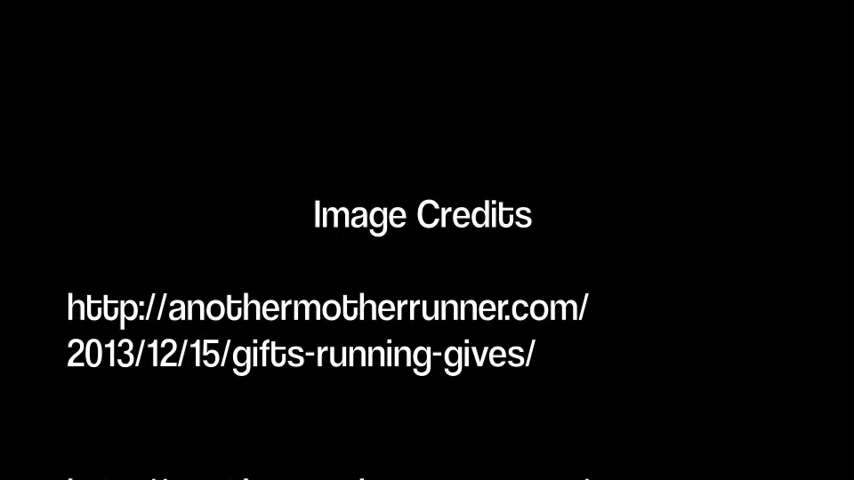 Image Credits
http://anothermotherrunner.com/
2013/12/15/gifts-running-gives/